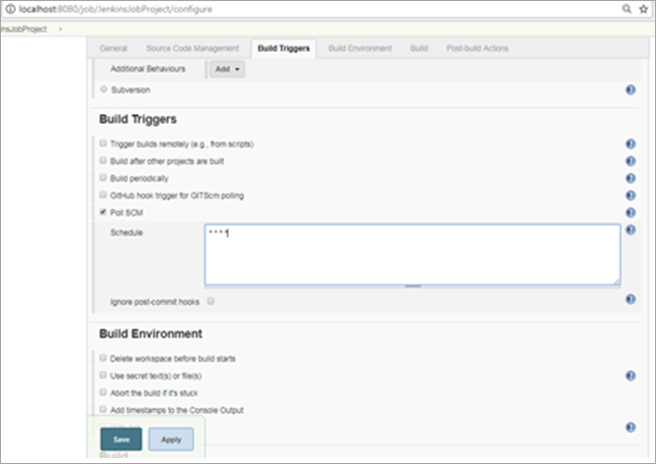 localhost:8080/job/JenkinsJobProject/configure
nsJobProject
General Source Code Management Build Triggers Build Environment Build Post-build Actions
Additional Behaviours Add
Subversion
Build Triggers
Trigger builds remotely (e.g., from scripts)
Build after other projects are built
Build periodically
GitHub hook trigger for GITScm polling
Poll SCM
Schedule * * * *
Ignore post-commit hooks
Build Environment
Delete workspace before build starts
Use secret text(s) or file(s)
Abort the build if it's stuck
Add timestamps to the Console Output
Save Apply
Build